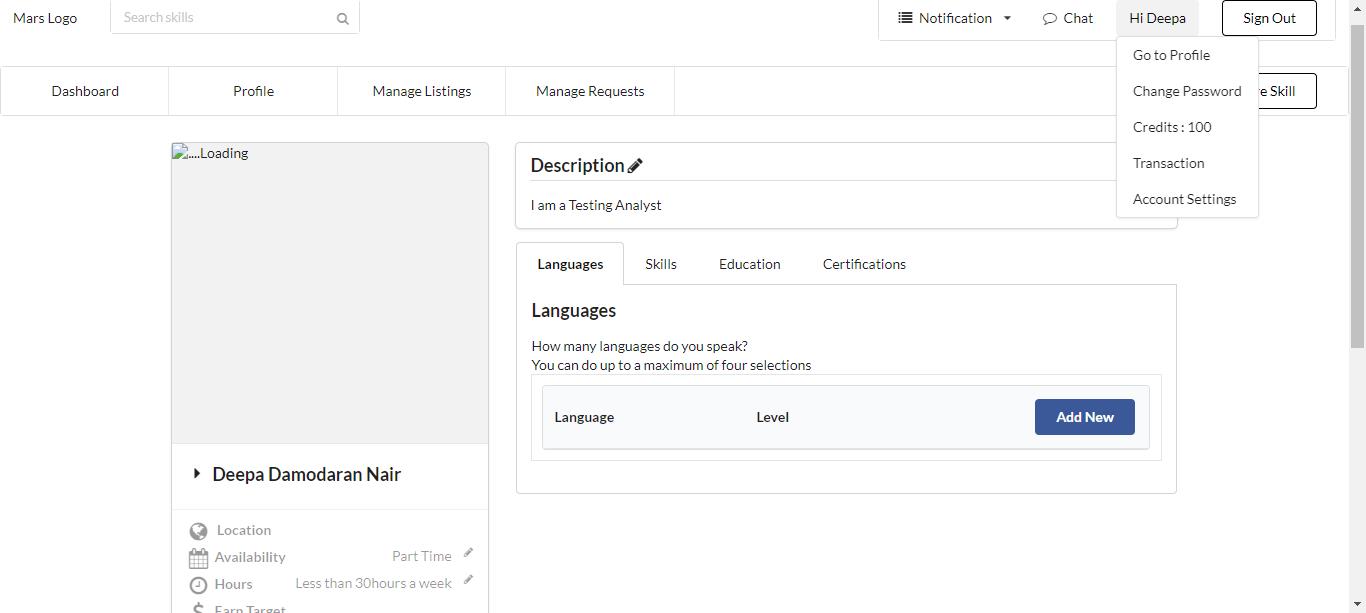 Mars Logo
Search skills
Notification
Chat
Hi Deepa
Sign Out
Go to Profile
Change Password
Credits : 100
Transaction
Account Settings
Dashboard
Profile
Manage Listings
Manage Requests
e Skill
....Loading
Description
I am a Testing Analyst
Languages
Skills
Education
Certifications
Languages
How many languages do you speak?
You can do up to a maximum of four selections
Language
Level
Add New
Deepa Damodaran Nair
Location
Availability
Part Time
Hours
Less than 30hours a week
Earn Target